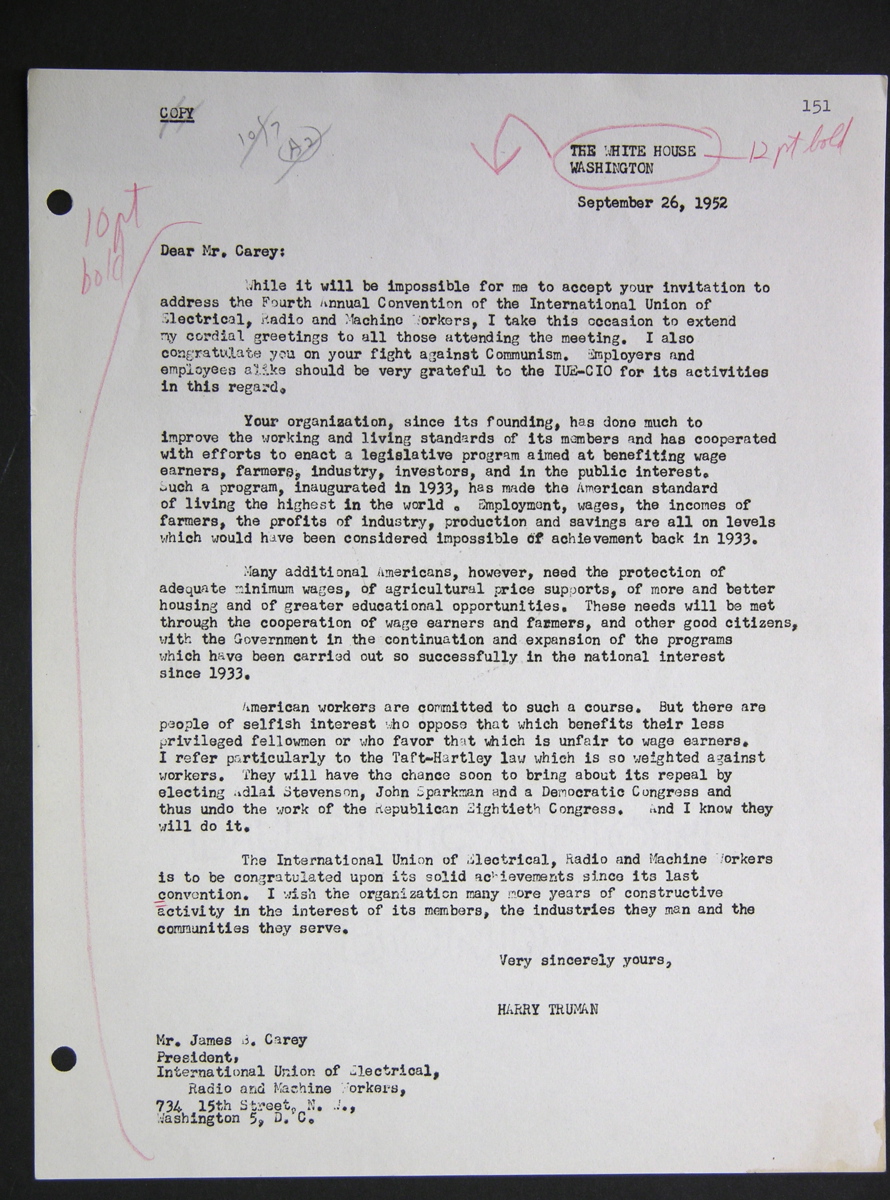 COPY
151
10/7
A2
THE WHITE HOUSE
12 pt bold
WASHINGTON
September 26, 1952
10 pt
bold
Dear Mr. Carey:
While it will be impossible for me to accept your invitation to
address the Fourth Annual Convention of the International Union of
Electrical, Radio and Machine Workers, I take this occasion to extend
my cordial greetings to all those attending the meeting. I also
congratulate you on your fight against Communism. Employers and
employees alike should be very grateful to the IUE-CIO for its activities
in this regard.
Your organization, since its founding, has done much to
improve the working and living standards of its members and has cooperated
with efforts to enact a legislative program aimed at benefiting wage
earners, farmers, industry, investors, and in the public interest.
Such a program, inaugurated in 1933, has made the American standard
of living the highest in the world . Employment, wages, the incomes of
farmers, the profits of industry, production and savings are all on levels
which would have been considered impossible of achievement back in 1933.
Many additional Americans, however, need the protection of
adequate minimum wages, of agricultural price supports, of more and better
housing and of greater educational opportunities. These needs will be met
through the cooperation of wage earners and farmers, and other good citizens,
with the Government in the continuation and expansion of the programs
which have been carried out so successfully in the national interest
since 1933.
American workers are committed to such a course. But there are
people of selfish interest who oppose that which benefits their less
privileged fellowmen or who favor that which is unfair to wage earners.
I refer particularly to the Taft-Hartley law which is so weighted against
workers. They will have the chance soon to bring about its repeal by
electing Adlai Stevenson, John Sparkman and a Democratic Congress and
thus undo the work of the Republican Eightieth Congress. And I know they
will do it.
The International Union of Electrical, Radio and Machine Workers
is to be congratulated upon its solid achievements since its last
convention. I wish the organization many more years of constructive
activity in the interest of its members, the industries they man and the
communities they serve.
Very sincerely yours,
HARRY TRUMAN
Mr. James B. Carey
President,
International Union of Electrical,
Radio and Machine Workers,
734 15th Street, N. W.,
Washington 5, D. C.